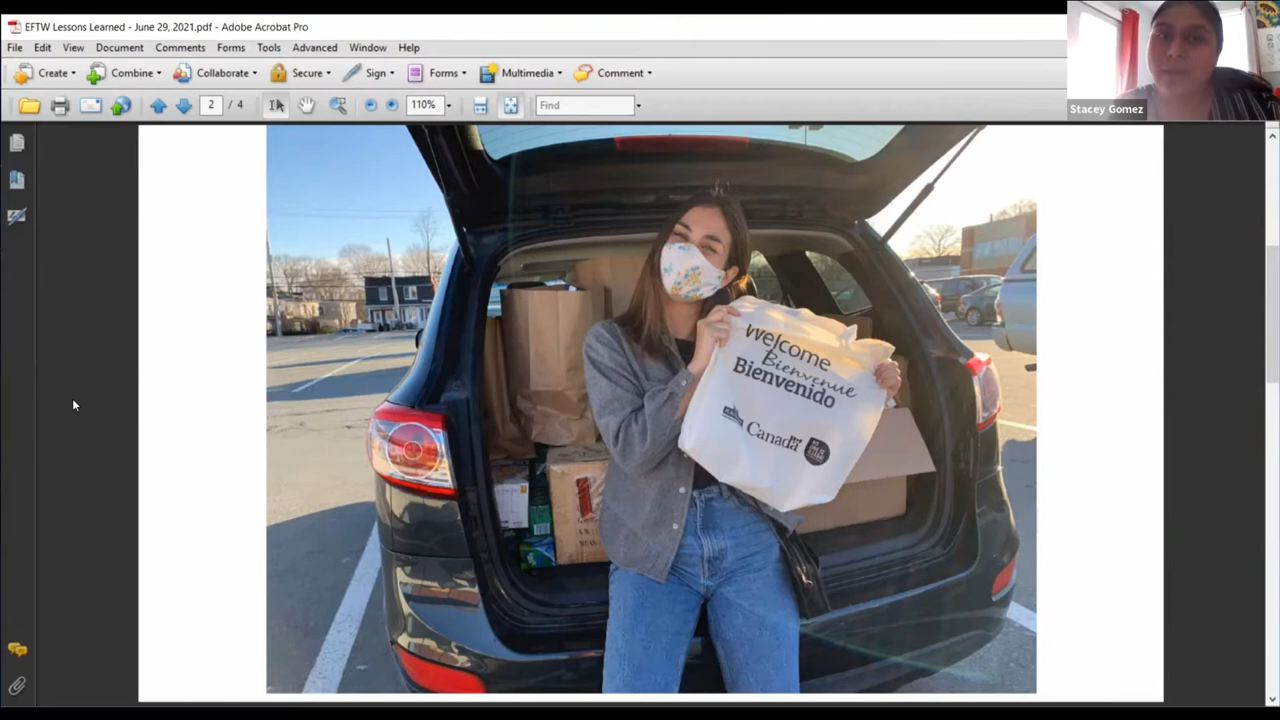 EFTW Lessons Learned - June 29, 2021.pdf - Adobe Acrobat Pro
File Edit View Document Comments Forms Tools Advanced Window Help
Create Combine Collaborate Secure Sign Forms Multimedia Comment
2 / 4 110% Find
Stacey Gomez
Welcome
Bienvenue
Bienvenido
Canada